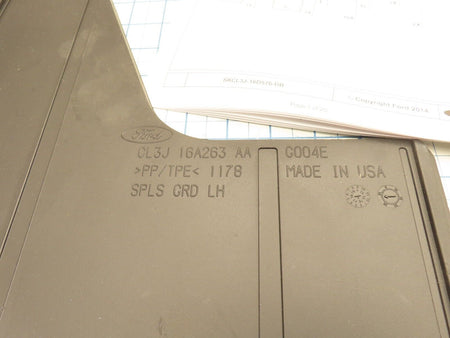 © Copyright Ford 2014
Ford
CL3J 16A263 AA
G004E
>PP/TPE< 1178
MADE IN USA
SPLS GRD LH